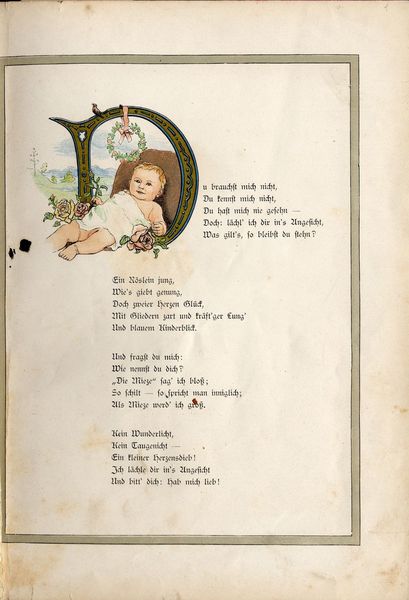 Du brauchst mich nicht,
Du kennst mich nicht,
Du hast mich nie gesehn —
Doch: lächl' ich dir in's Angesicht,
Was gilt's, so bleibst du stehn?
Ein Röslein jung,
Wie's giebt genung,
Doch zweier Herzen Glück,
Mit Gliedern zart und kräft'ger Lung'
Und blauem Kinderblick.
Und fragst du mich:
Wie nennst du dich?
„Die Mieze“ sag' ich bloß;
So schilt — so spricht man inniglich;
Als Mieze werd' ich groß.
Kein Wunderlicht,
Kein Taugenicht —
Ein kleiner Herzensdieb!
Ich lächle dir in's Angesicht
Und bitt' dich: Hab mich lieb!